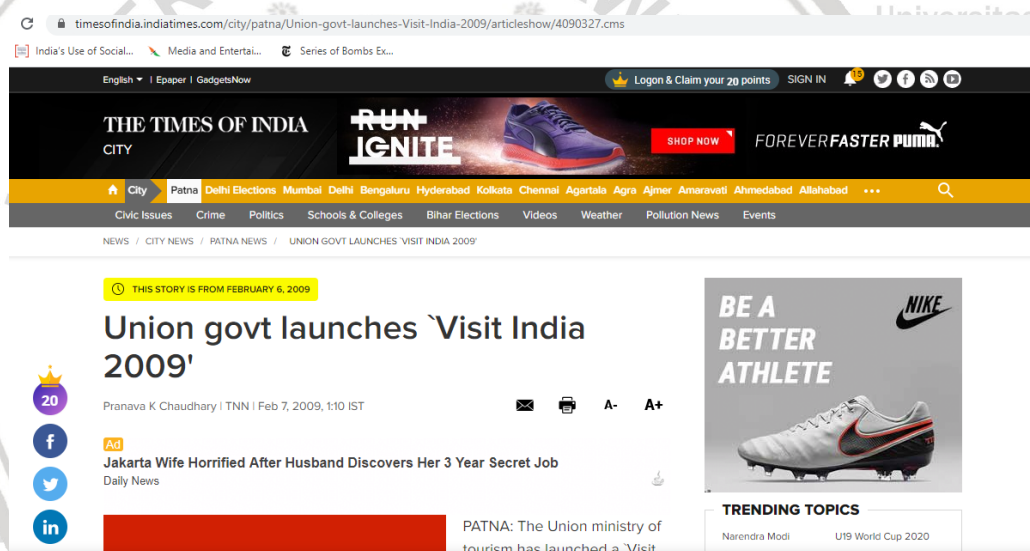 Universitas
timesofindia.indiatimes.com/city/patna/Union-govt-launches-Visit-India-2009/articleshow/4090327.cms
India's Use of Social... Media and Entertai... Series of Bombs Ex...
English | Epaper | GadgetsNow Logon & Claim your 20 points SIGN IN 15
THE TIMES OF INDIA
CITY
RUN
IGNITE
SHOP NOW
FOREVER FASTER PUMA
City Patna Delhi Elections Mumbai Delhi Bengaluru Hyderabad Kolkata Chennai Agartala Agra Ajmer Amaravati Ahmedabad Allahabad ...
Civic Issues Crime Politics Schools & Colleges Bihar Elections Videos Weather Pollution News Events
NEWS / CITY NEWS / PATNA NEWS / UNION GOVT LAUNCHES `VISIT INDIA 2009'
THIS STORY IS FROM FEBRUARY 6, 2009
Union govt launches `Visit India
2009'
20
Pranava K Chaudhary | TNN | Feb 7, 2009, 1:10 IST A- A+
Ad
Jakarta Wife Horrified After Husband Discovers Her 3 Year Secret Job
Daily News
PATNA: The Union ministry of
tourism has launched a `Visit
BE A
BETTER
ATHLETE
NIKE
TRENDING TOPICS
Narendra Modi U19 World Cup 2020